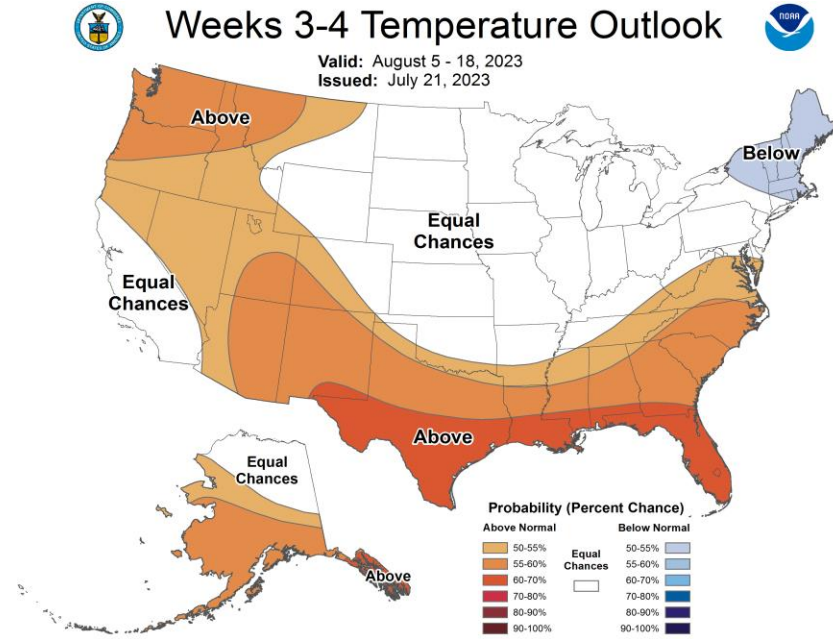 Weeks 3-4 Temperature Outlook
NOAA
Valid: August 5 - 18, 2023
Issued: July 21, 2023
Above
Below
Equal
Chances
Equal
Chances
Above
Equal
Chances
Above
Probability (Percent Chance)
Above Normal
Below Normal
50-55%
55-60%
60-70%
70-80%
80-90%
90-100%
Equal
Chances
50-55%
55-60%
60-70%
70-80%
80-90%
90-100%